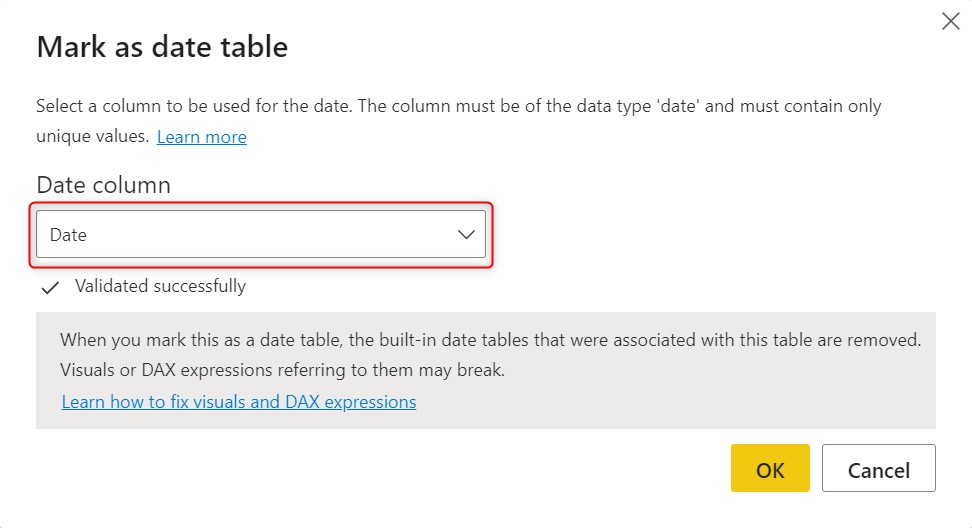 Mark as date table
Select a column to be used for the date. The column must be of the data type 'date' and must contain only
unique values. Learn more
Date column
Date
Validated successfully
When you mark this as a date table, the built-in date tables that were associated with this table are removed.
Visuals or DAX expressions referring to them may break.
Learn how to fix visuals and DAX expressions
OK Cancel